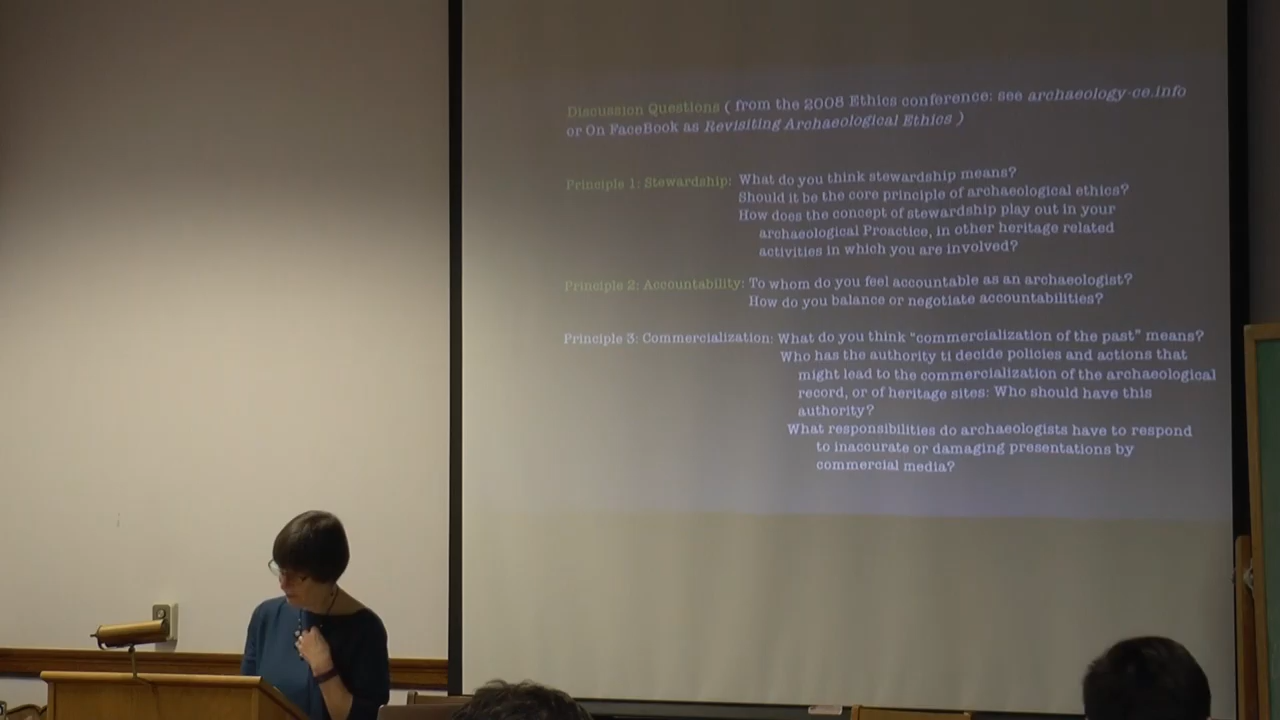 Discussion Questions ( from the 2008 Ethics conference: see archaeology-ce.info
or On FaceBook as Revisiting Archaeological Ethics )
Principle 1: Stewardship: What do you think stewardship means?
Should it be the core principle of archaeological ethics?
How does the concept of stewardship play out in your
archaeological Proactice, in other heritage related
activities in which you are involved?
Principle 2: Accountability: To whom do you feel accountable as an archaeologist?
How do you balance or negotiate accountabilities?
Principle 3: Commercialization: What do you think "commercialization of the past" means?
Who has the authority ti decide policies and actions that
might lead to the commercialization of the archaeological
record, or of heritage sites: Who should have this
authority?
What responsibilities do archaeologists have to respond
to inaccurate or damaging presentations by
commercial media?